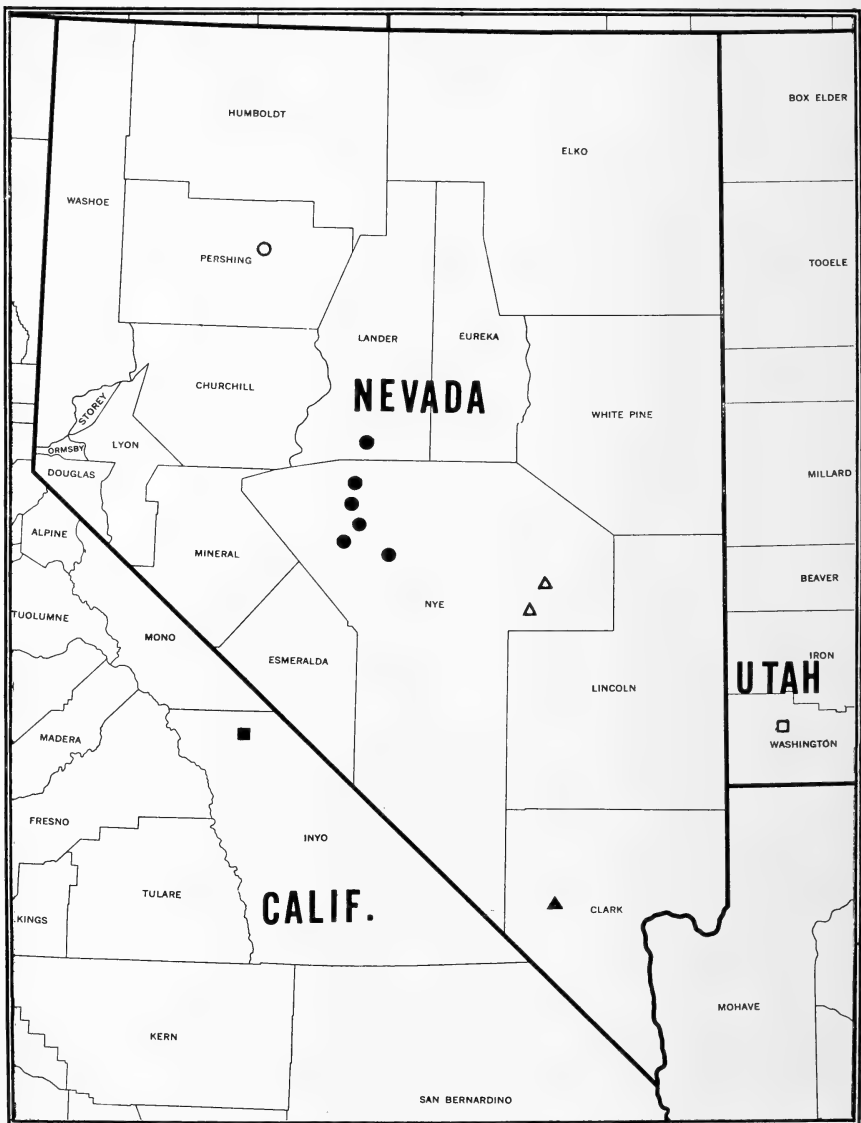 BOX ELDER
HUMBOLDT
ELKO
WASHOE
PERSHING
TOOELE
LANDER
EUREKA
CHURCHILL
NEVADA
STOREY
WHITE PINE
LYON
ORMSBY
DOUGLAS
MILLARD
ALPINE
MINERAL
BEAVER
NYE
TUOLUMNE
MONO
ESMERALDA
IRON
UTAH
LINCOLN
MADERA
WASHINGTON
FRESNO
INYO
TULARE
CALIF.
CLARK
KINGS
MOHAVE
KERN
SAN BERNARDINO